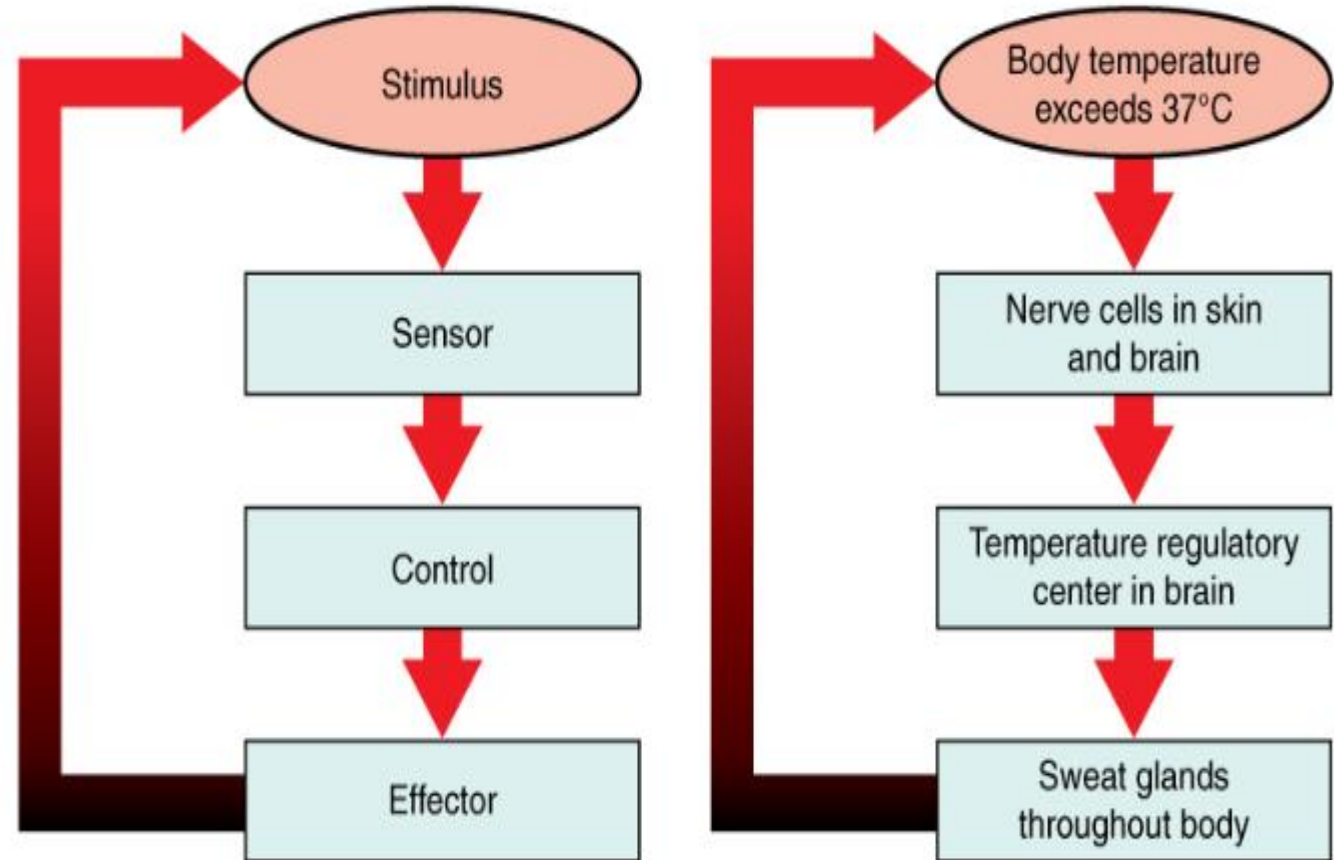 Stimulus
Sensor
Control
Effector
Body temperature
exceeds 37°C
Nerve cells in skin
and brain
Temperature regulatory
center in brain
Sweat glands
throughout body